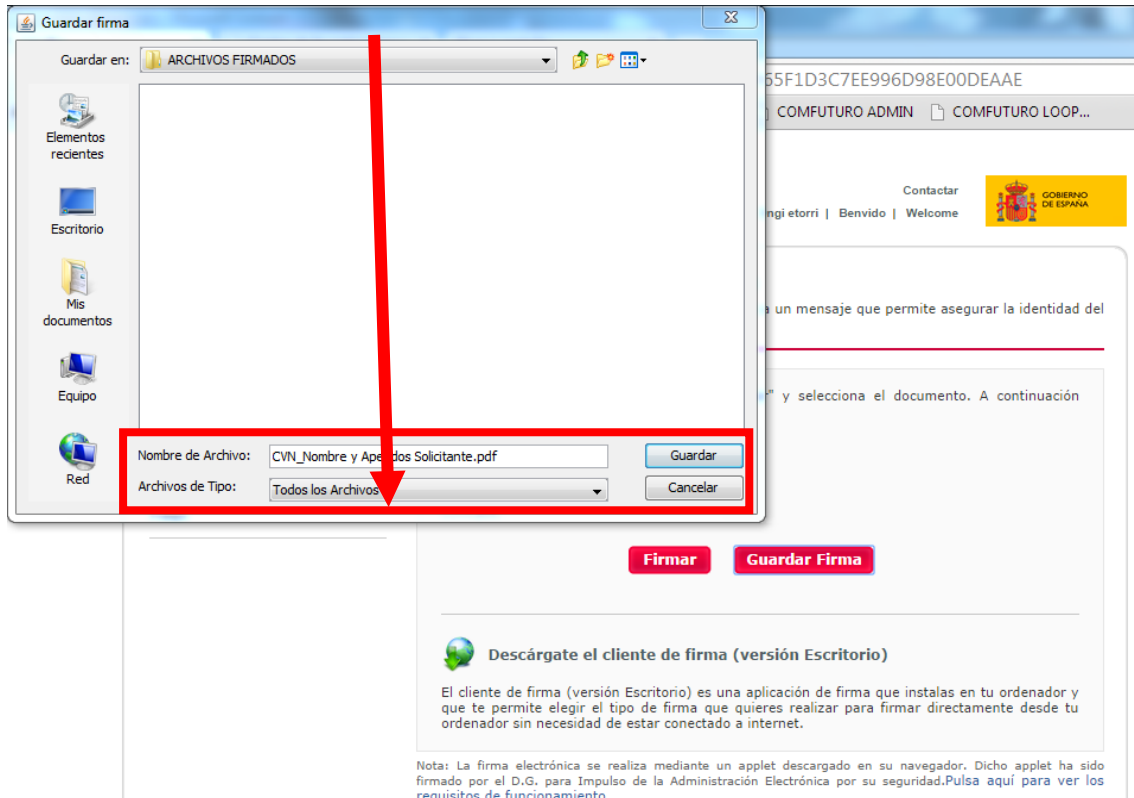 Guardar firma
Guardar en: ARCHIVOS FIRMADOS
Elementos
recientes
Escritorio
Mis
documentos
Equipo
Red
Nombre de Archivo: CVN_Nombre y Solicitante.pdf
Guardar
Archivos de Tipo: Todos los Archivos
Cancelar
65F1D3C7EE996D98E00DEAAE
COMFUTURO ADMIN COMFUTURO LOOP...
Contactar
ngi etorri | Benvido | Welcome
GOBIERNO
DE ESPAÑA
a un mensaje que permite asegurar la identidad del
" y selecciona el documento. A continuación
Firmar Guardar Firma
Descárgate el cliente de firma (versión Escritorio)
El cliente de firma (versión Escritorio) es una aplicación de firma que instalas en tu ordenador y
que te permite elegir el tipo de firma que quieres realizar para firmar directamente desde tu
ordenador sin necesidad de estar conectado a internet.
Nota: La firma electrónica se realiza mediante un applet descargado en su navegador. Dicho applet ha sido
firmado por el D.G. para Impulso de la Administración Electrónica por su seguridad.Pulsa aquí para ver los
requisitos de funcionamiento